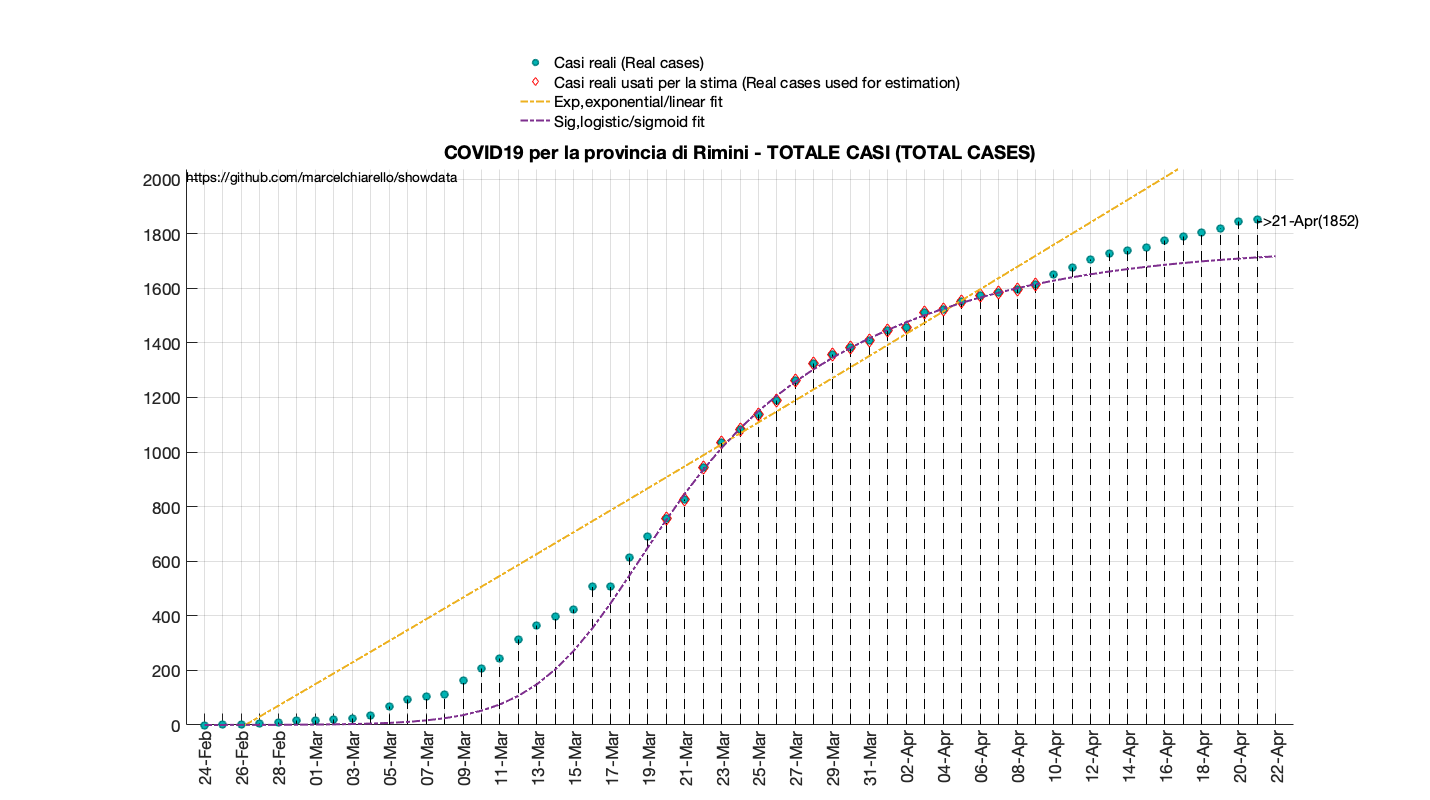 Casi reali (Real cases)
Casi reali usati per la stima (Real cases used for estimation)
Exp,exponential/linear fit
Sig,logistic/sigmoid fit
COVID19 per la provincia di Rimini - TOTALE CASI (TOTAL CASES)
https://github.com/marcelchiarello/showdata
2000
1800
1600
1400
1200
1000
800
600
400
200
0
->21-Apr(1852)
24-Feb
26-Feb
28-Feb
01-Mar
03-Mar
05-Mar
07-Mar
09-Mar
11-Mar
13-Mar
15-Mar
17-Mar
19-Mar
21-Mar
23-Mar
25-Mar
27-Mar
29-Mar
31-Mar
02-Apr
04-Apr
06-Apr
08-Apr
10-Apr
12-Apr
14-Apr
16-Apr
18-Apr
20-Apr
22-Apr